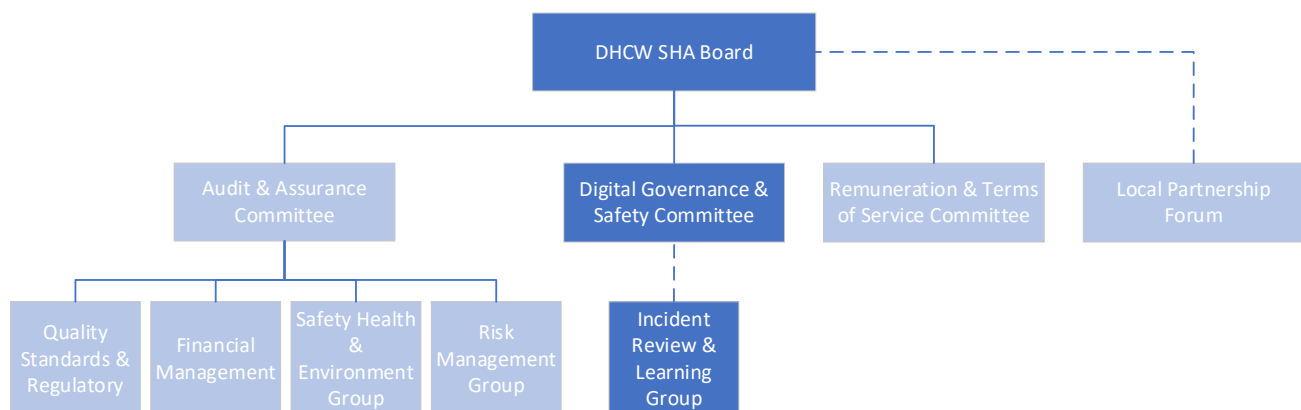 DHCW SHA Board
Audit & Assurance
Committee
Digital Governance &
Safety Committee
Remuneration & Terms
of Service Committee
Local Partnership
Forum
Quality
Standards &
Regulatory
Financial
Management
Safety Health
&
Environment
Group
Risk
Management
Group
Incident
Review &
Learning
Group